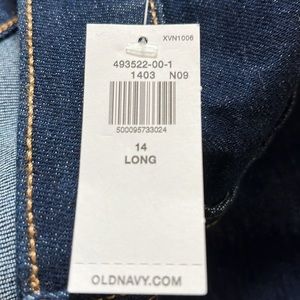 XVN1006
493522-00-1
1403 N09
500095733024
14
LONG
OLDNAVY.COM